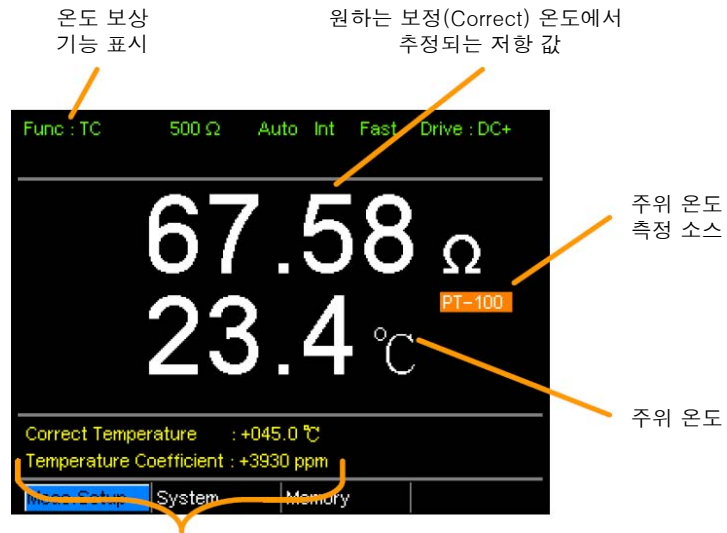 온도 보상
기능 표시
원하는 보정(Correct) 온도에서
추정되는 저항 값
Func : TC 500 Ω Auto Int Fast Drive : DC+
67.58 Ω
주위 온도
측정 소스
PT-100
23.4 ℃
주위 온도
Correct Temperature : +045.0 ℃
Temperature Coefficient : +3930 ppm
Meas.Setup System Memory